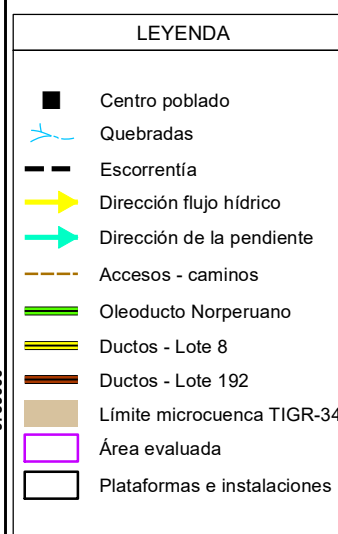 LEYENDA
Centro poblado
Quebradas
Escorrentía
Dirección flujo hídrico
Dirección de la pendiente
Accesos - caminos
Oleoducto Norperuano
Ductos - Lote 8
Ductos - Lote 192
Límite microcuenca TIGR-34
Área evaluada
Plataformas e instalaciones